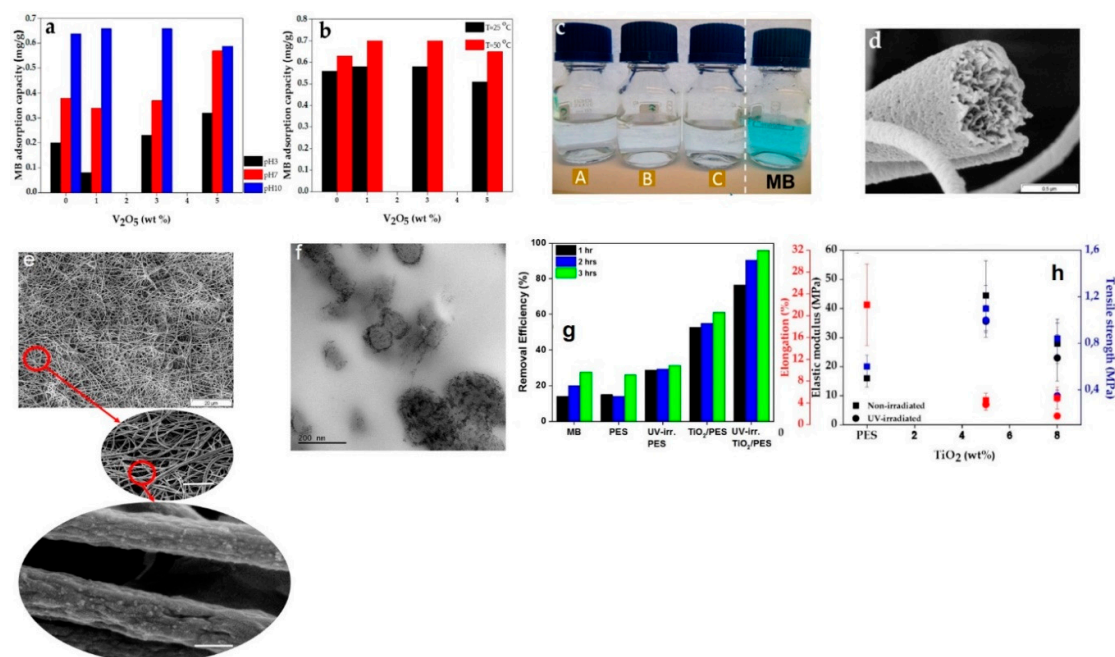 a
MB adsorption capacity (mg/g)
0.7
0.6
0.5
0.4
0.3
0.2
0.1
0.0
0
1
2
3
4
5
V2O5 (wt %)
pH3
pH7
pH10
b
MB adsorption capacity (mg/g)
0.8
0.7
0.6
0.5
0.4
0.3
0.2
0.1
0.0
0
1
2
3
4
5
V2O5 (wt %)
T=25 °C
T=50 °C
c
A
B
C
MB
d
0.5 µm
e
20 µm
f
200 nm
g
Removal Efficiency (%)
100
80
60
40
20
0
1 hr
2 hrs
3 hrs
MB
PES
UV-irr.
PES
TiO2/PES
UV-irr.
TiO2/PES
0
h
Elongation (%)
32
28
24
20
16
12
8
4
0
Elastic modulus (MPa)
60
50
40
30
20
10
0
Non-irradiated
UV-irradiated
PES
2
4
6
8
TiO2 (wt%)
1,6
1,2
0,8
0,4
Tensile strength (MPa)